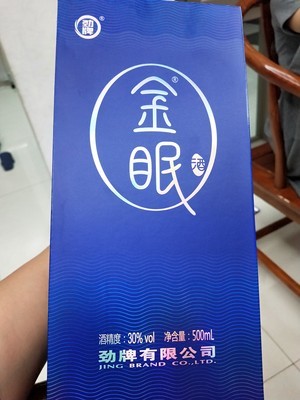 劲牌
金®
眠
酒
酒精度：30%vol 净含量：500mL
劲牌有限公司
JING BRAND CO.,LTD.